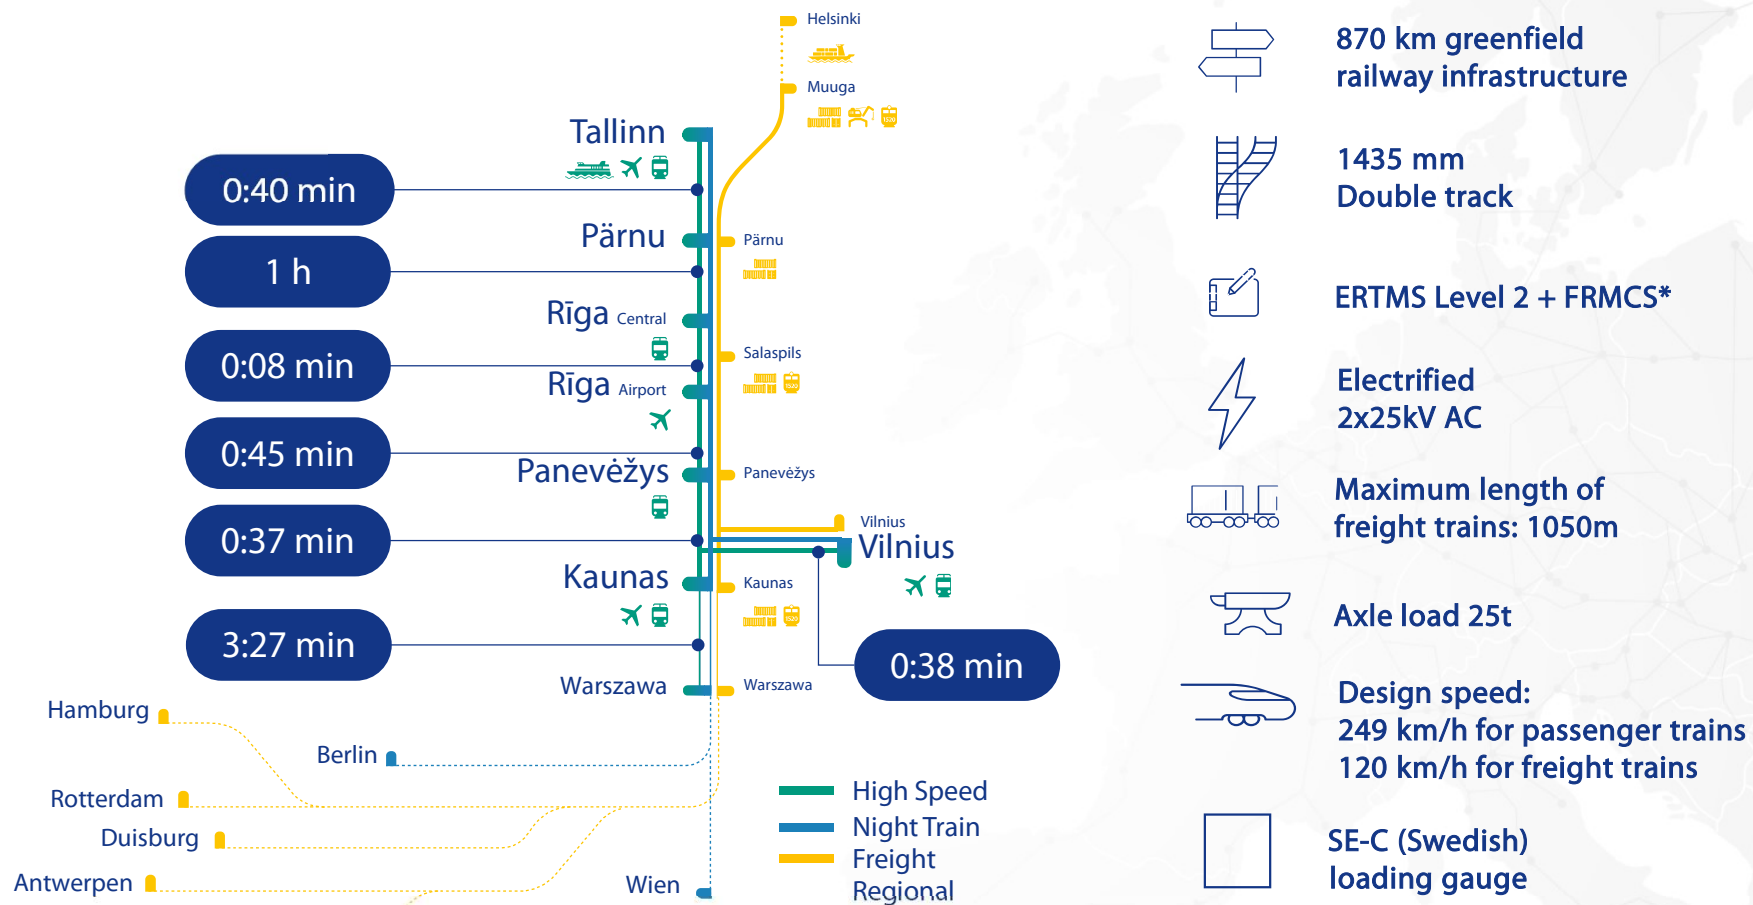 Helsinki
Muuga
1520
Tallinn
0:40 min
Pärnu
Pärnu
1 h
Rīga Central
Salaspils
1520
0:08 min
Rīga Airport
0:45 min
Panevėžys
Panevėžys
0:37 min
Vilnius
Vilnius
Kaunas
Kaunas
1520
3:27 min
0:38 min
Warszawa
Warszawa
Hamburg
Berlin
Rotterdam
Duisburg
Antwerpen
Wien
High Speed
Night Train
Freight
Regional
870 km greenfield
railway infrastructure
1435 mm
Double track
ERTMS Level 2 + FRMCS*
Electrified
2x25kV AC
Maximum length of
freight trains: 1050m
Axle load 25t
Design speed:
249 km/h for passenger trains
120 km/h for freight trains
SE-C (Swedish)
loading gauge